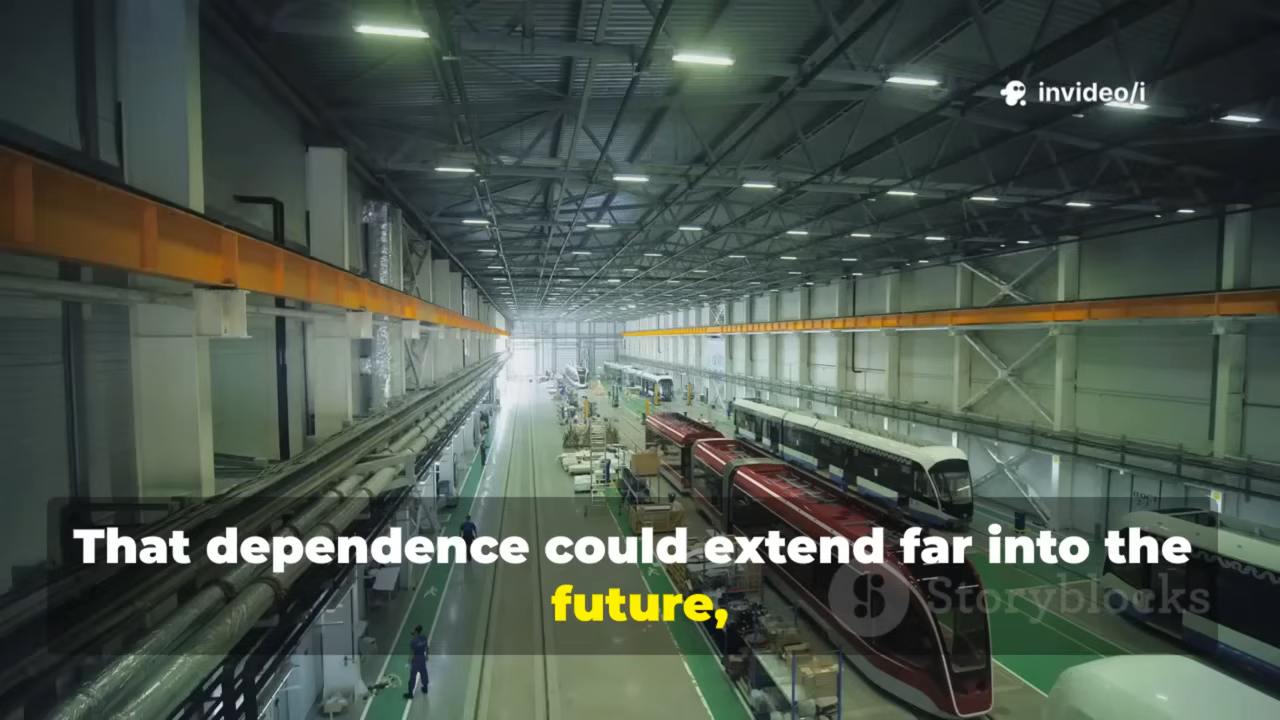 invideo/i
That dependence could extend far into the
future,
Storyblocks